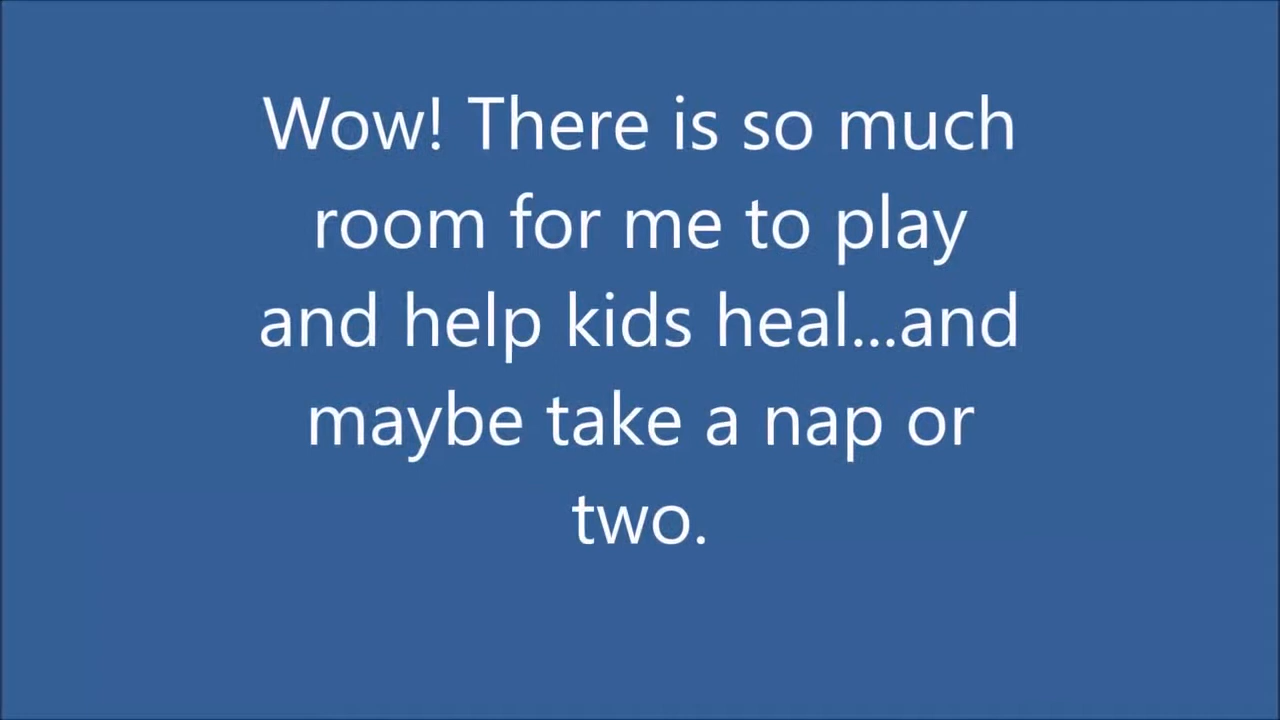 Wow! There is so much
room for me to play
and help kids heal...and
maybe take a nap or
two.